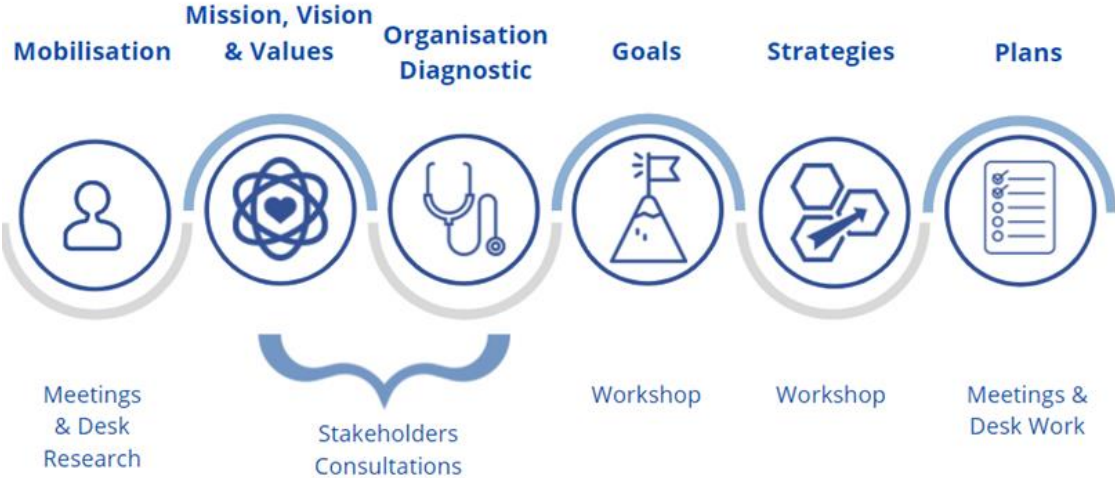 Mobilisation
Mission, Vision
& Values
Organisation
Diagnostic
Goals
Strategies
Plans
Meetings
& Desk
Research
Stakeholders
Consultations
Workshop
Workshop
Meetings &
Desk Work